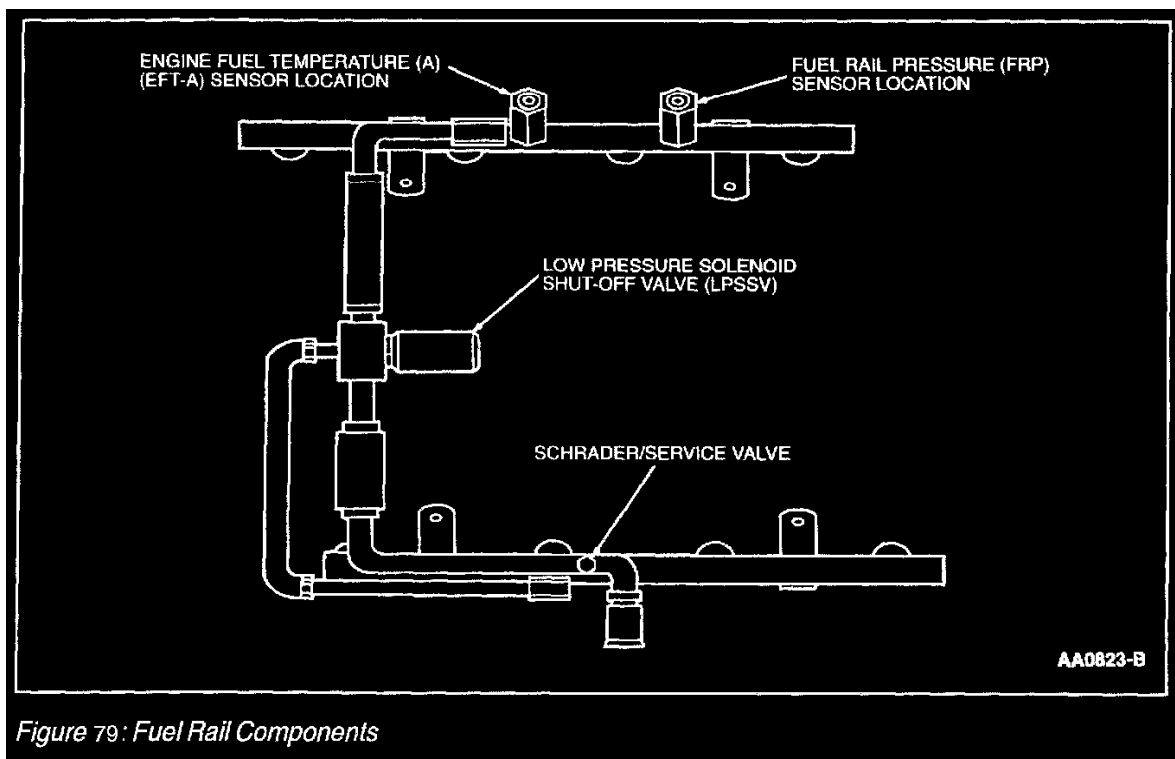 ENGINE FUEL TEMPERATURE (A)
(EFT-A) SENSOR LOCATION
FUEL RAIL PRESSURE (FRP)
SENSOR LOCATION
LOW PRESSURE SOLENOID
SHUT-OFF VALVE (LPSSV)
SCHRADER/SERVICE VALVE
AA0823-B
Figure 79: Fuel Rail Components